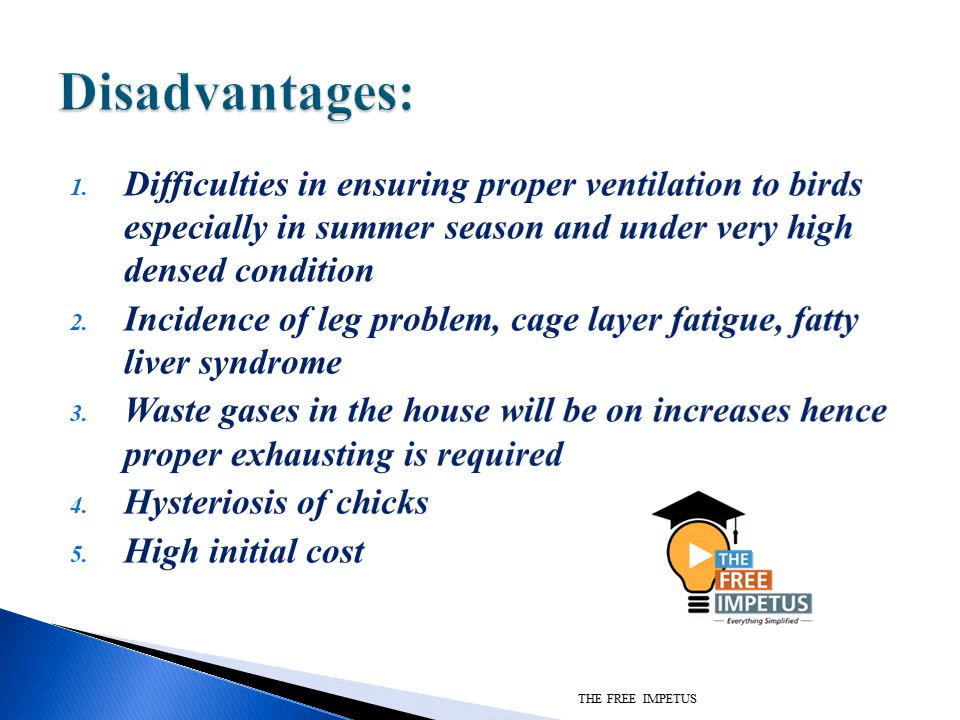 Disadvantages:
1. Difficulties in ensuring proper ventilation to birds
especially in summer season and under very high
densed condition
2. Incidence of leg problem, cage layer fatigue, fatty
liver syndrome
3. Waste gases in the house will be on increases hence
proper exhausting is required
4. Hysteriosis of chicks
5. High initial cost
THE
FREE
IMPETUS
Everything Simplified
THE FREE IMPETUS